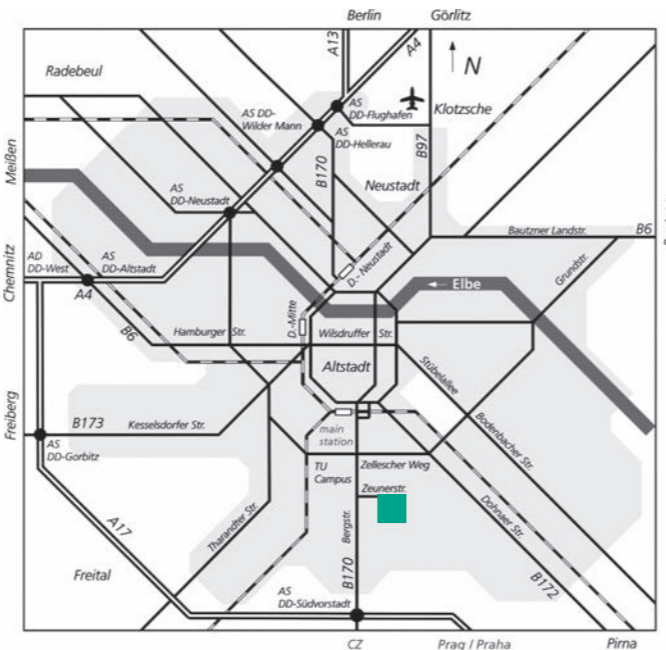 Berlin
Görlitz
A13
A4
N
Radebeul
AS DD-
Wilder Mann
AS
DD-Flughafen
Klotzsche
AS
DD-Hellerau
B97
B170
Meißen
Neustadt
AS
DD-Neustadt
Bautzner Landstr.
B6
D.- Neustadt
Grundstr.
Chemnitz
AD
DD-West
AS
DD-Altstadt
A4
← Elbe
B6
Hamburger Str.
D.-Mitte
Wilsdruffer Str.
Altstadt
Stübelallee
Freiberg
B173
Kesselsdorfer Str.
main
station
Bodenbacher Str.
AS
DD-Gorbitz
TU
Campus
Zellescher Weg
Zeunerstr.
Tharandter Str.
Bergstr.
Dohnaer Str.
A17
Freital
AS
DD-Südvorstadt
B170
B172
CZ
Prag / Praha
Pirna